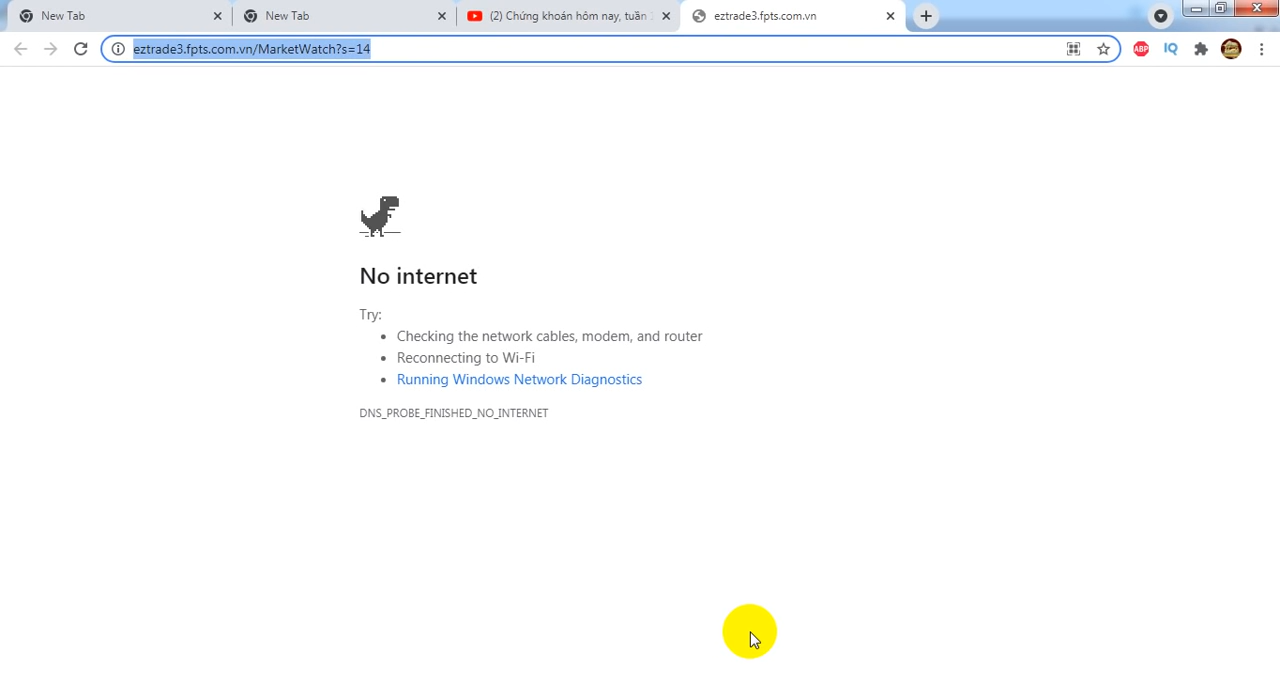 New Tab
New Tab
(2) Chứng khoán hôm nay, tuần
eztrade3.fpts.com.vn
eztrade3.fpts.com.vn/MarketWatch?s=14
ABP
IQ
No internet
Try:
Checking the network cables, modem, and router
Reconnecting to Wi-Fi
Running Windows Network Diagnostics
DNS_PROBE_FINISHED_NO_INTERNET